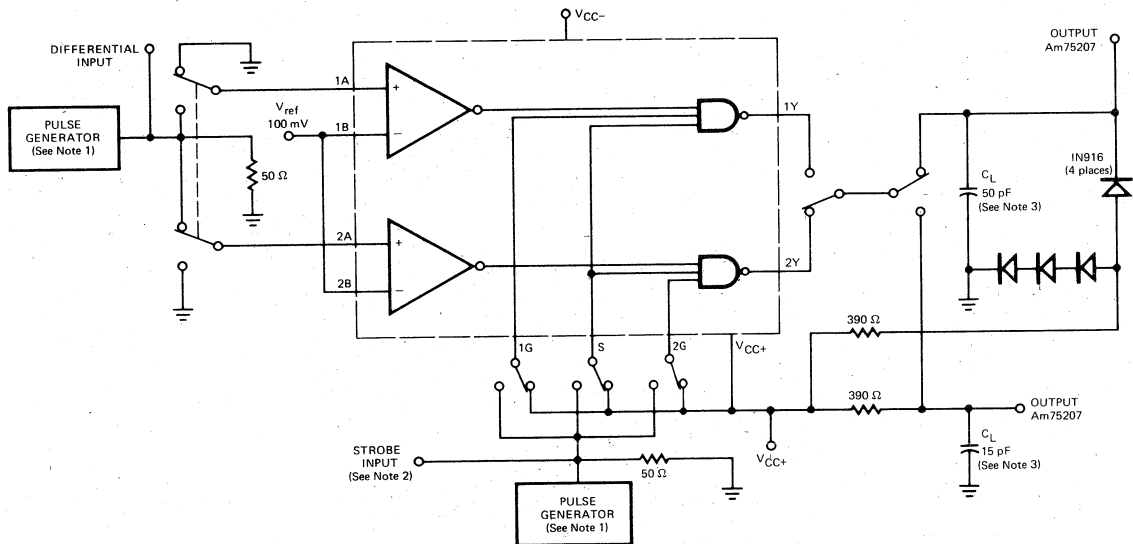 VCC–
DIFFERENTIAL
INPUT
OUTPUT
Am75207
1A
+
1Y
Vref
100 mV
1B
–
PULSE
GENERATOR
(See Note 1)
50 Ω
IN916
(4 places)
CL
50 pF
(See Note 3)
2A
+
2Y
2B
–
390 Ω
1G
S
2G
VCC+
390 Ω
OUTPUT
Am75207
STROBE
INPUT
(See Note 2)
50 Ω
VCC+
CL
15 pF
(See Note 3)
PULSE
GENERATOR
(See Note 1)